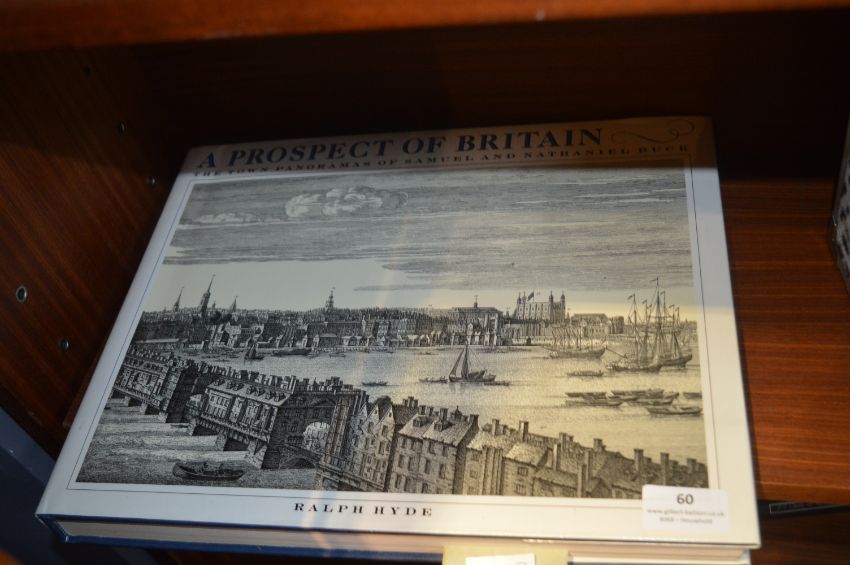 A PROSPECT OF BRITAIN
THE TOWN PANORAMAS OF SAMUEL AND NATHANIEL BUCK
RALPH HYDE
60